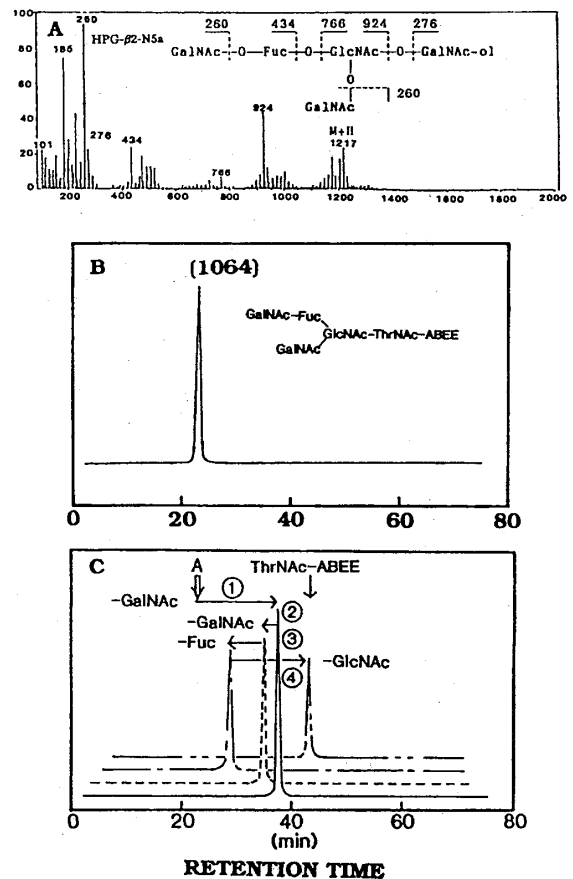 A
HPG-β2-N5a
100
80
60
40
20
0
101
185
260
276
434
766
924
M+H
1217
200 400 600 800 1000 1200 1400 1600 1800 2000
260 434 766 924 276
GalNAc-O-Fuc-O-GlcNAc-O-GalNAc-ol
O
GalNAc 260
B
(1064)
GalNAc-Fuc
GlcNAc-ThrNAc-ABEE
GalNAc
0 20 40 60 80
C
A ThrNAc-ABEE
-GalNAc ①
-GalNAc ②
-Fuc ③
④ -GlcNAc
0 20 40 60 80
(min)
RETENTION TIME